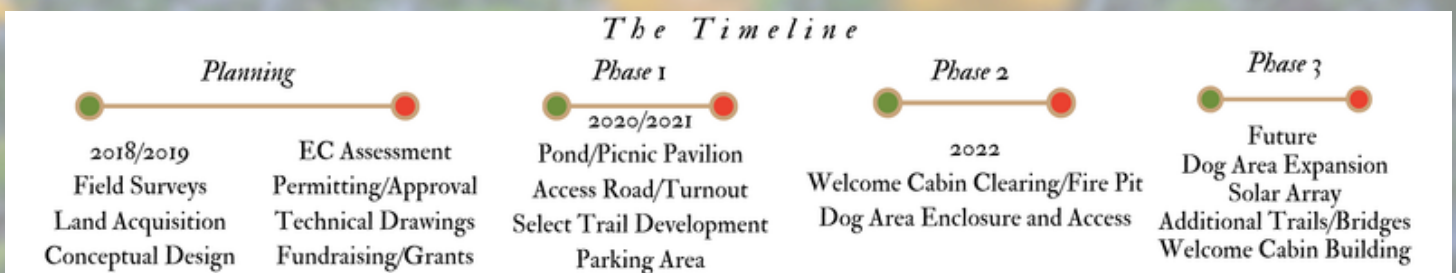 The Timeline
Planning
2018/2019
Field Surveys
Land Acquisition
Conceptual Design
EC Assessment
Permitting/Approval
Technical Drawings
Fundraising/Grants
Phase 1
2020/2021
Pond/Picnic Pavilion
Access Road/Turnout
Select Trail Development
Parking Area
Phase 2
2022
Welcome Cabin Clearing/Fire Pit
Dog Area Enclosure and Access
Phase 3
Future
Dog Area Expansion
Solar Array
Additional Trails/Bridges
Welcome Cabin Building